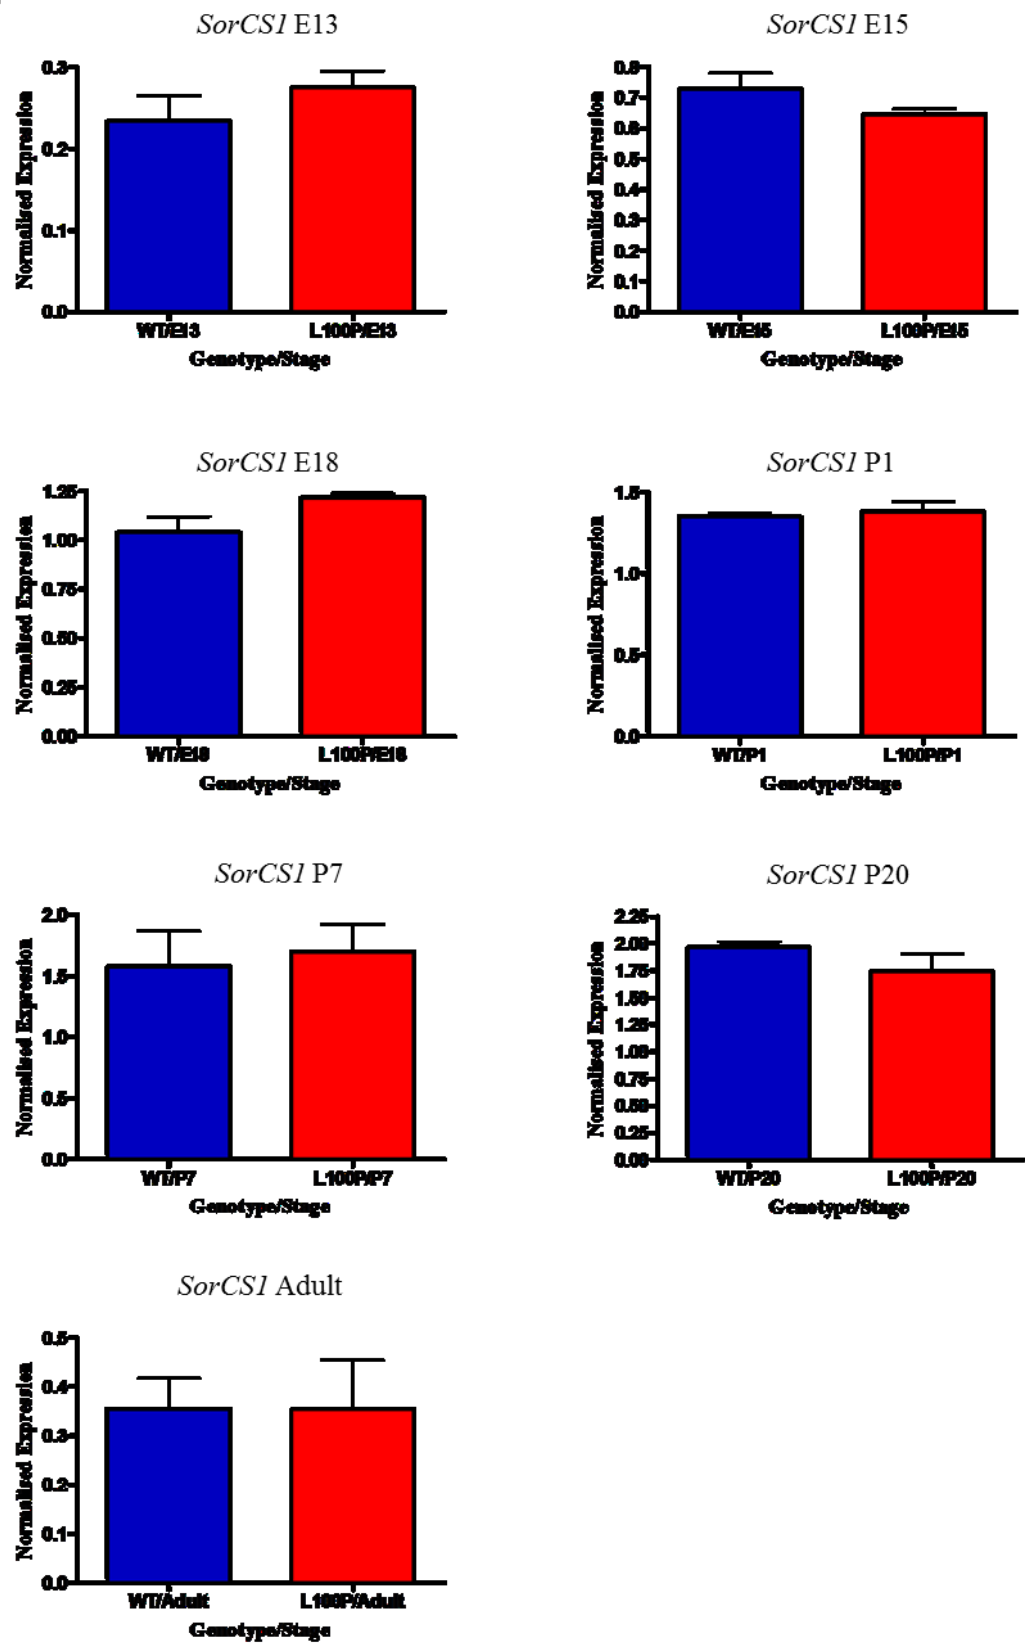 SorCS1 E13
Normalised Expression
0.3
0.2
0.1
0.0
WT/E13 L100P/E13
Genotype/Stage
SorCS1 E15
Normalised Expression
0.8
0.7
0.6
0.5
0.4
0.3
0.2
0.1
0.0
WT/E15 L100P/E15
Genotype/Stage
SorCS1 E18
Normalised Expression
1.25
1.00
0.75
0.50
0.25
0.00
WT/E18 L100P/E18
Genotype/Stage
SorCS1 P1
Normalised Expression
1.5
1.0
0.5
0.0
WT/P1 L100P/P1
Genotype/Stage
SorCS1 P7
Normalised Expression
2.0
1.5
1.0
0.5
0.0
WT/P7 L100P/P7
Genotype/Stage
SorCS1 P20
Normalised Expression
2.25
2.00
1.75
1.50
1.25
1.00
0.75
0.50
0.25
0.00
WT/P20 L100P/P20
Genotype/Stage
SorCS1 Adult
Normalised Expression
0.5
0.4
0.3
0.2
0.1
0.0
WT/Adult L100P/Adult
Genotype/Stage